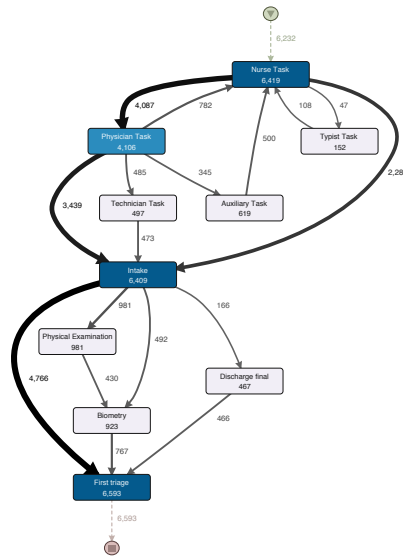 6,232
Nurse Task
6,419
4,087
782
108
47
Physician Task
4,106
Typist Task
152
500
485
345
2,28
3,439
Technician Task
497
Auxiliary Task
619
473
Intake
6,409
981
166
492
Physical Examination
981
4,766
430
Discharge final
467
Biometry
923
466
767
First triage
6,593
6,593